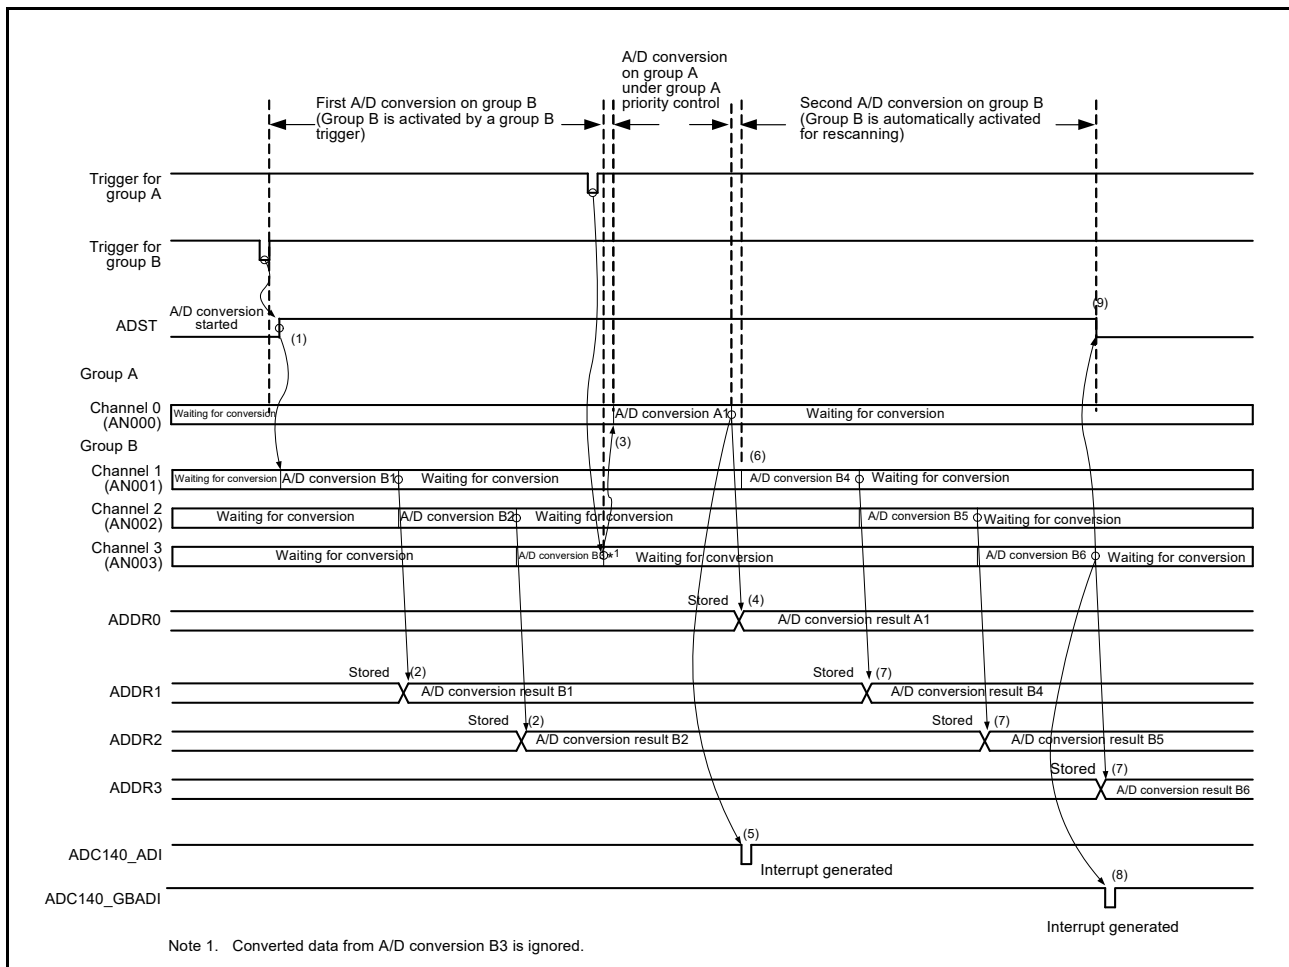 A/D conversion
on group A
under group A
priority control
First A/D conversion on group B
(Group B is activated by a group B
trigger)
Second A/D conversion on group B
(Group B is automatically activated
for rescanning)
Trigger for
group A
Trigger for
group B
A/D conversion
started
ADST
(1)
(9)
Group A
Channel 0
(AN000)
Waiting for conversion
A/D conversion A1
Waiting for conversion
(3)
Group B
(6)
Channel 1
(AN001)
Waiting for conversion
A/D conversion B1
Waiting for conversion
A/D conversion B4
Waiting for conversion
Channel 2
(AN002)
Waiting for conversion
A/D conversion B2
Waiting for conversion
A/D conversion B5
Waiting for conversion
Channel 3
(AN003)
Waiting for conversion
A/D conversion B3
*1
Waiting for conversion
A/D conversion B6
Waiting for conversion
Stored
(4)
ADDR0
A/D conversion result A1
Stored
(2)
Stored
(7)
ADDR1
A/D conversion result B1
A/D conversion result B4
Stored
(2)
Stored
(7)
ADDR2
A/D conversion result B2
A/D conversion result B5
Stored
(7)
ADDR3
A/D conversion result B6
(5)
ADC140_ADI
Interrupt generated
(8)
ADC140_GBADI
Interrupt generated
Note 1. Converted data from A/D conversion B3 is ignored.